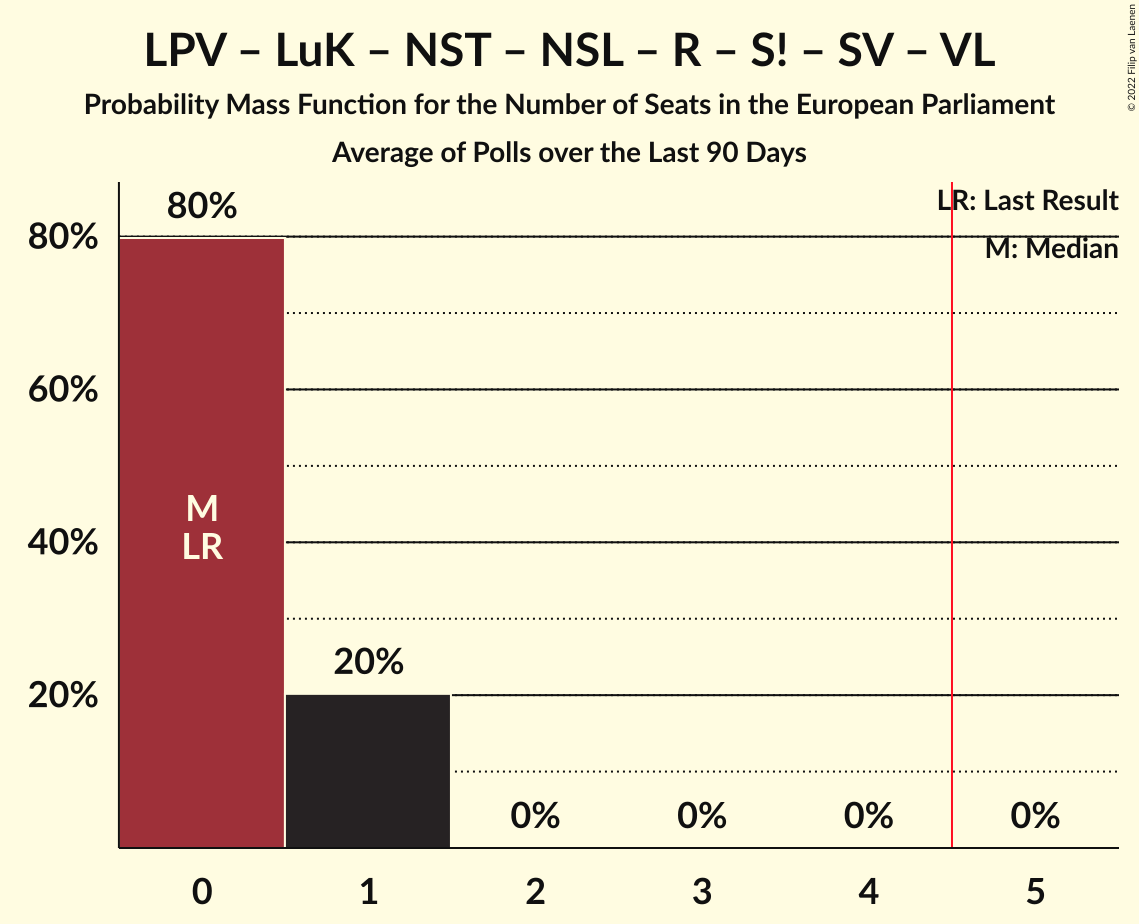 LPV – LuK – NST – NSL – R – S! – SV – VL
Probability Mass Function for the Number of Seats in the European Parliament
Average of Polls over the Last 90 Days
© 2022 Filip van Laenen
LR: Last Result
M: Median
80%
80%
60%
40%
20%
M
LR
20%
0%
0%
0%
0%
0
1
2
3
4
5